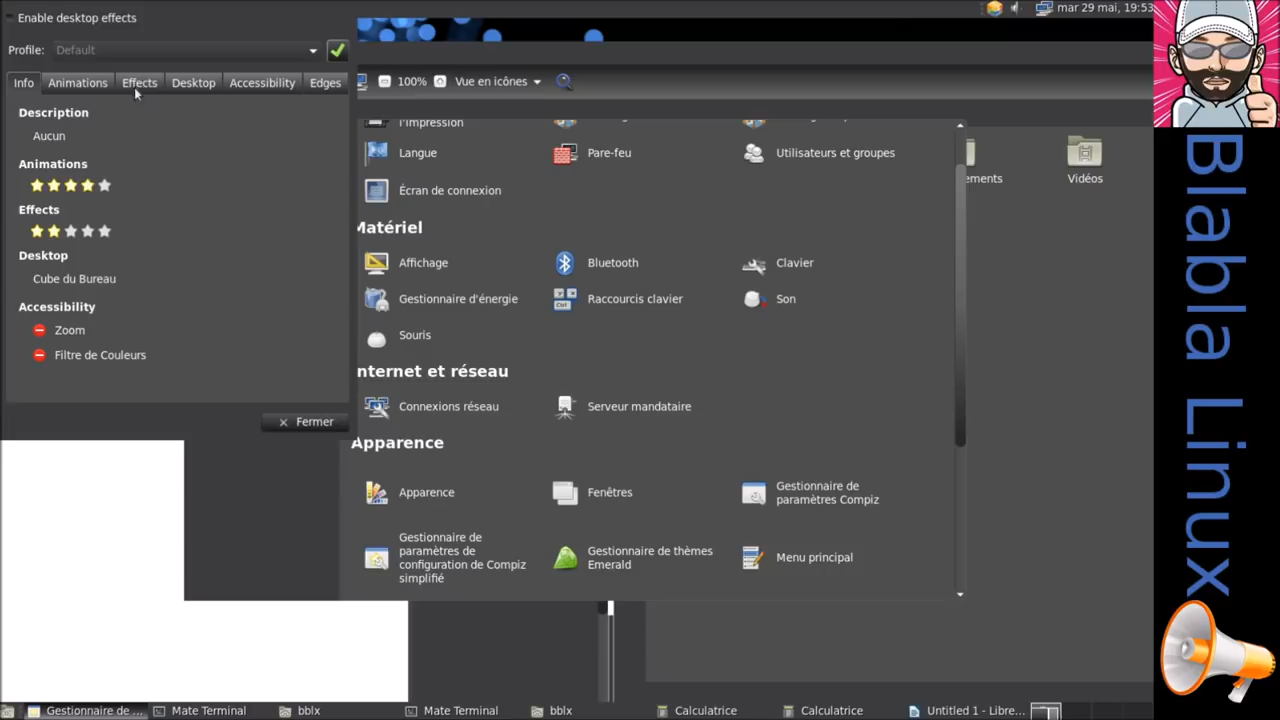 Enable desktop effects
mar 29 mai, 19:53
Profile: Default
100% Vue en icônes
Info Animations Effects Desktop Accessibility Edges
Description
Aucun
Animations
Effects
Desktop
Cube du Bureau
Accessibility
Zoom
Filtre de Couleurs
Fermer
l'impression
Langue Pare-feu Utilisateurs et groupes
ements Vidéos
Écran de connexion
Matériel
Affichage Bluetooth Clavier
Gestionnaire d'énergie Raccourcis clavier Son
Souris
nternet et réseau
Connexions réseau Serveur mandataire
Apparence
Apparence Fenêtres Gestionnaire de
paramètres Compiz
Gestionnaire de
paramètres de
configuration de Compiz
simplifié
Gestionnaire de thèmes
Emerald
Menu principal
Gestionnaire de ... Mate Terminal bblx Mate Terminal bblx Calculatrice Calculatrice Untitled 1 - Libre...
Blabla Linux